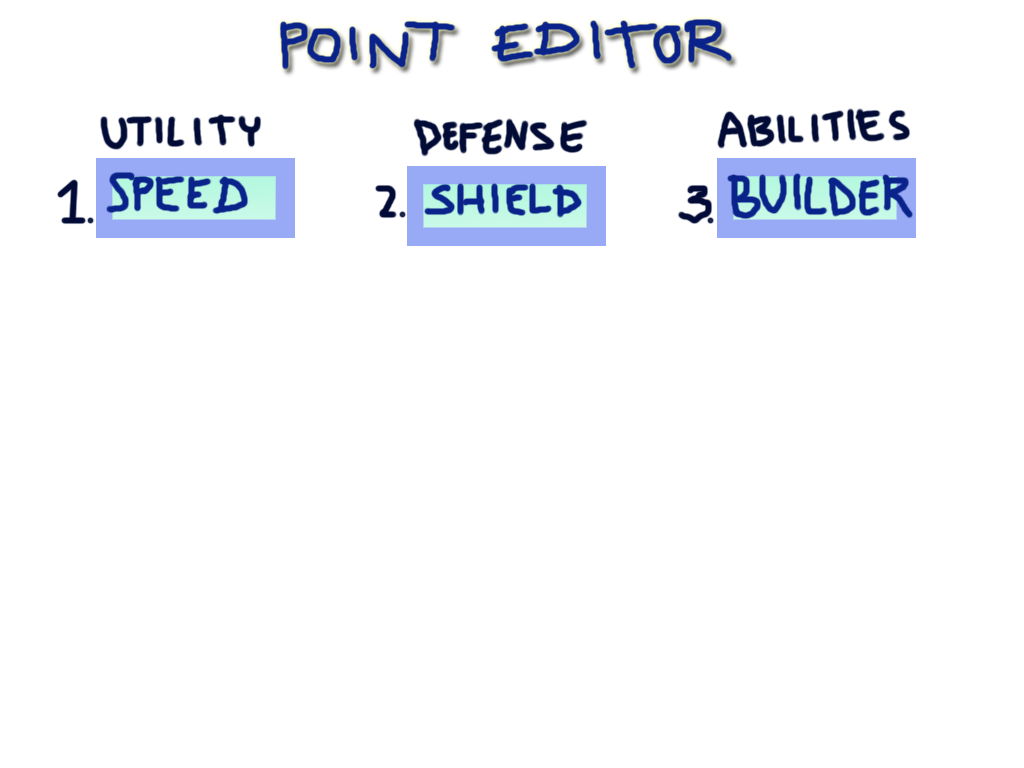 POINT EDITOR
UTILITY DEFENSE ABILITIES
1. SPEED 2. SHIELD 3. BUILDER